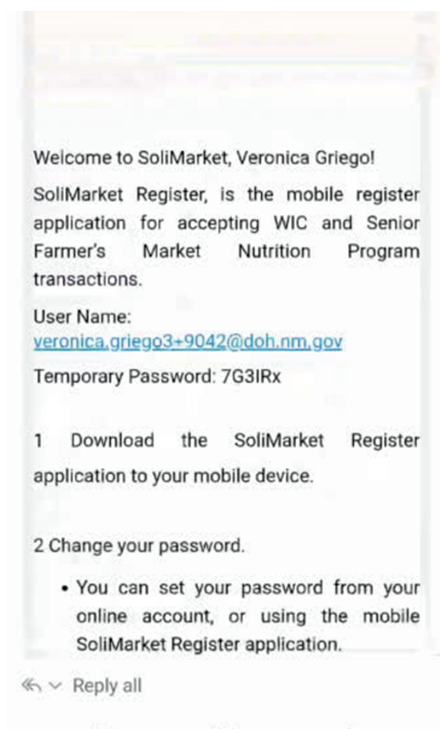 Welcome to SoliMarket, Veronica Griego!
SoliMarket Register, is the mobile register
application for accepting WIC and Senior
Farmer's Market Nutrition Program
transactions.
User Name:
veronica.griego3+9042@doh.nm.gov
Temporary Password: 7G3IRx
1 Download the SoliMarket Register
application to your mobile device.
2 Change your password.
• You can set your password from your
online account, or using the mobile
SoliMarket Register application.
Reply all